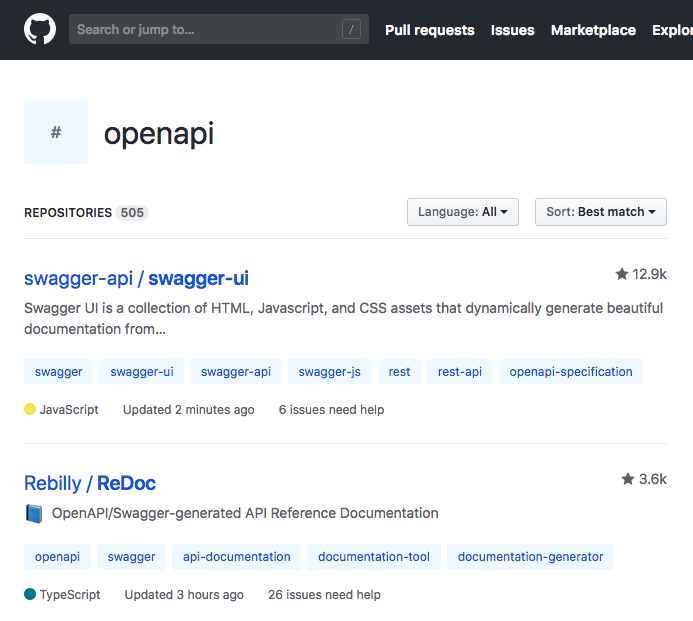 Search or jump to... /
Pull requests Issues Marketplace Explor
# openapi
REPOSITORIES 505 Language: All Sort: Best match
swagger-api / swagger-ui 12.9k
Swagger UI is a collection of HTML, Javascript, and CSS assets that dynamically generate beautiful
documentation from...
swagger swagger-ui swagger-api swagger-js rest rest-api openapi-specification
JavaScript Updated 2 minutes ago 6 issues need help
Rebilly / ReDoc 3.6k
OpenAPI/Swagger-generated API Reference Documentation
openapi swagger api-documentation documentation-tool documentation-generator
TypeScript Updated 3 hours ago 26 issues need help